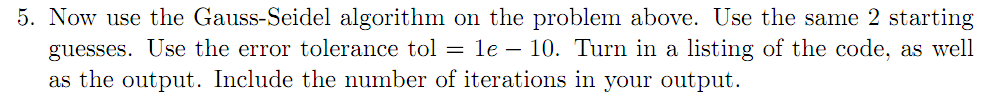 5. Now use the Gauss-Seidel algorithm on the problem above. Use the same 2 starting
guesses. Use the error tolerance tol = 1e − 10. Turn in a listing of the code, as well
as the output. Include the number of iterations in your output.